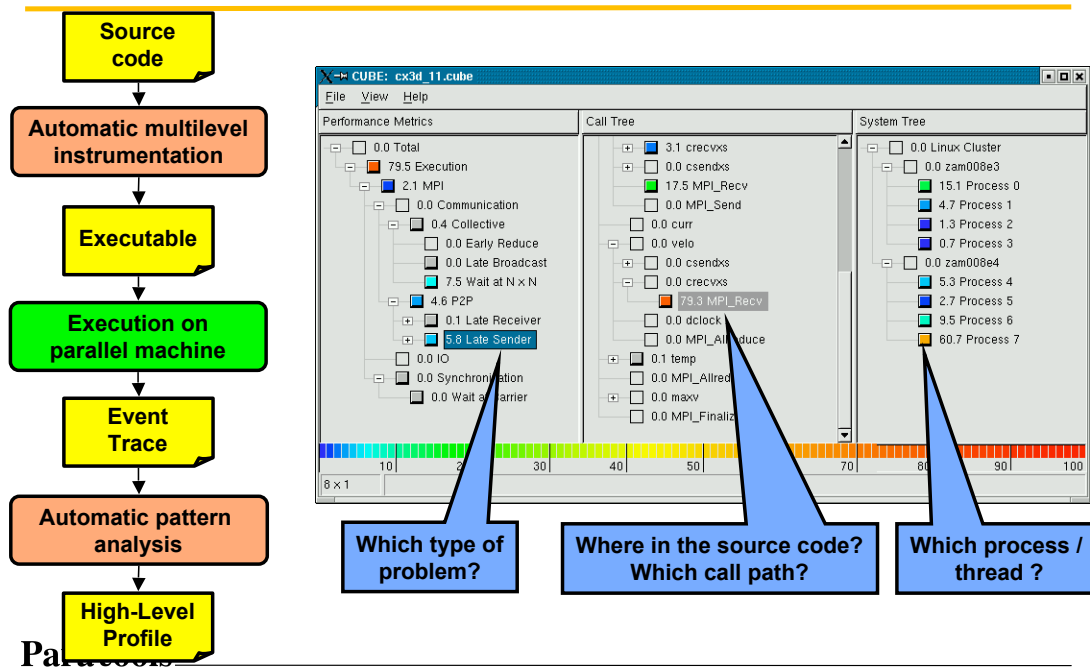 Source
code
Automatic multilevel
instrumentation
Executable
Execution on
parallel machine
Event
Trace
Automatic pattern
analysis
High-Level
Profile
CUBE: cx3d_11.cube
File View Help
Performance Metrics
0.0 Total
79.5 Execution
2.1 MPI
0.0 Communication
0.4 Collective
0.0 Early Reduce
0.0 Late Broadcast
7.5 Wait at N x N
4.6 P2P
0.1 Late Receiver
5.8 Late Sender
0.0 IO
0.0 Synchronization
0.0 Wait at Barrier
Call Tree
3.1 crecvxs
0.0 csendxs
17.5 MPI_Recv
0.0 MPI_Send
0.0 curr
0.0 velo
0.0 csendxs
0.0 crecvxs
79.3 MPI_Recv
0.0 dclock
0.0 MPI_Allreduce
0.1 temp
0.0 MPI_Allred
0.0 maxv
0.0 MPI_Finaliz
System Tree
0.0 Linux Cluster
0.0 zam008e3
15.1 Process 0
4.7 Process 1
1.3 Process 2
0.7 Process 3
0.0 zam008e4
5.3 Process 4
2.7 Process 5
9.5 Process 6
60.7 Process 7
10 30 40 50 70 90 100
8 x 1
Which type of
problem?
Where in the source code?
Which call path?
Which process /
thread ?